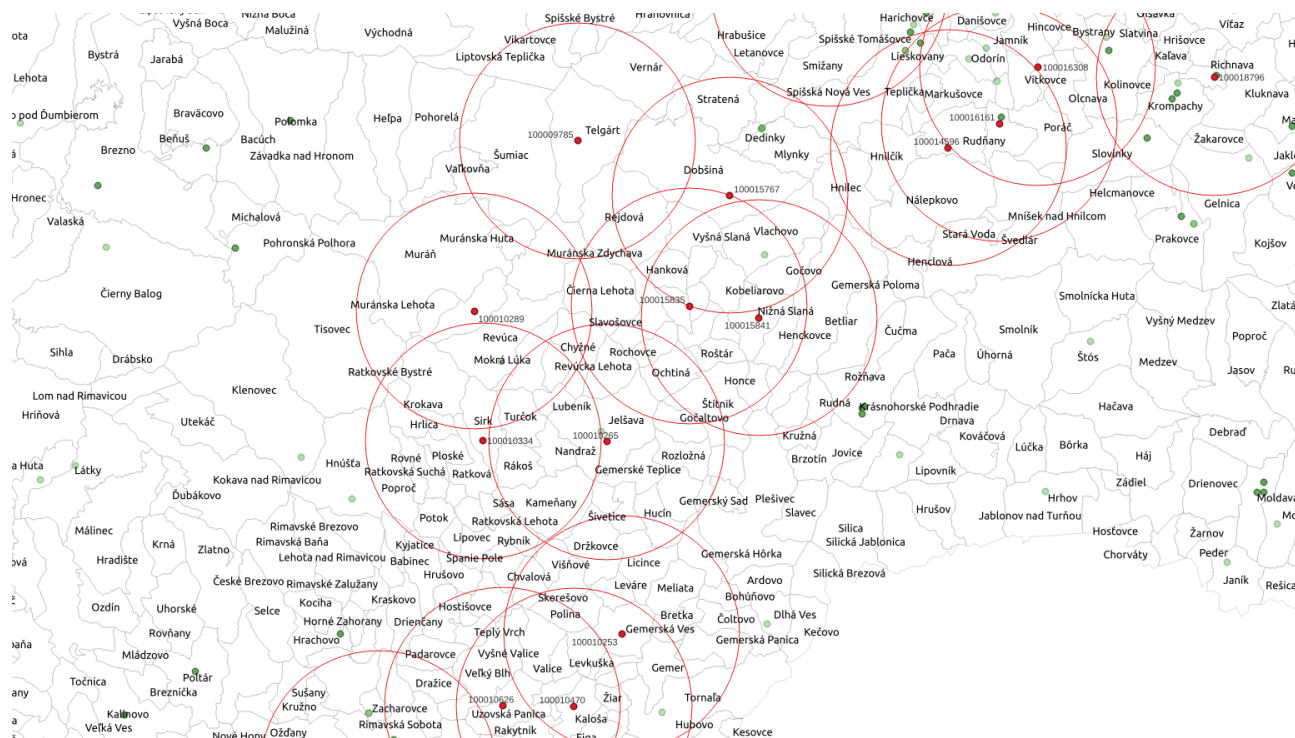 Nižná Boca
Hranovnica
Vyšná Boca
Malužiná
Východná
Spišské Bystré
Vikartovce
Liptovská Teplička
Vernár
Hrabušice
Letanovce
Smižany
Spišské Tomášovce
Harichovce
Lieskovany
Danišovce
Jamník
Odorín
Hincovce
Bystrany
Olšavka
Slatvina
Víťaz
Hrišovce
Kaľava
Richnava
100018796
Kluknava
100016308
Vítkovce
Kolinovce
Krompachy
Olcnava
Markušovce
Teplička
Spišská Nová Ves
Bystrá
Jarabá
Lehota
pod Ďumbierom
Braväcovo
Beňuš
Brezno
Bacúch
Polomka
Závadka nad Hronom
Heľpa
Pohorelá
Telgárt
100009785
Šumiac
Vaľkovňa
Stratená
Dedinky
Mlynky
Dobšiná
100015767
Hnilčík
Hnilec
100014596
100016161
Rudňany
Poráč
Slovinky
Žakarovce
Helcmanovce
Gelnica
Nálepkovo
Mníšek nad Hnilcom
Prakovce
Kojšov
Stará Voda
Švedlár
Henclová
Hronec
Valaská
Michalová
Pohronská Polhora
Čierny Balog
Sihla
Drábsko
Tisovec
Muráň
Muránska Huta
Muránska Zdychava
Muránska Lehota
100010289
Rejdová
Vyšná Slaná
Vlachovo
Hanková
Gočovo
Kobeliarovo
Gemerská Poloma
Čierna Lehota
100015835
Nižná Slaná
100015841
Henckovce
Betliar
Čučma
Slavošovce
Revúca
Chyžné
Mokrá Lúka
Revúcka Lehota
Rochovce
Roštár
Ochtiná
Honce
Rožňava
Pača
Úhorná
Smolník
Smolnícka Huta
Štós
Vyšný Medzev
Medzev
Poproč
Jasov
Ratkovské Bystré
Klenovec
Lom nad Rimavicou
Hriňová
Utekáč
Krokava
Hrlica
Sirk
Turčok
Lubeník
Jelšava
Štítnik
Gočaltovo
Rudná
Krásnohorské Podhradie
Drnava
Kováčová
Lúčka
Bôrka
Hačava
Háj
Debraď
Zádiel
Drienovec
Moldava
100010334
100010265
Nandraž
Kružná
Brzotín
Jovice
Lipovník
Látky
Kokava nad Rimavicou
Hnúšťa
Rovné
Ploské
Ratkovská Suchá
Ratková
Rákoš
Poproč
Gemerské Teplice
Rozložná
Ďubákovo
Málinec
Sása
Kameňany
Gemerský Sad
Plešivec
Slavec
Hrušov
Hrhov
Jablonov nad Turňou
Hosťovce
Chorváty
Žarnov
Peder
Janík
Rešica
Hradište
Krná
Zlatno
Rimavské Brezovo
Rimavská Baňa
Lehota nad Rimavicou
Potok
Ratkovská Lehota
Lipovec
Rybník
Šivetice
Hucín
Silica
Silická Jablonica
Kyjatice
Babinec
Španie Pole
Držkovce
Gemerská Hôrka
Silická Brezová
České Brezovo
Rimavské Zalužany
Hrušovo
Chvalová
Višňové
Licince
Leváre
Meliata
Ardovo
Bohúňovo
Ozdín
Uhorské
Selce
Kociha
Kraskovo
Hostišovce
Skerešovo
Polina
Bretka
Čoltovo
Dlhá Ves
Kečovo
Horné Zahorany
Hrachovo
Drienčany
Teplý Vrch
Gemerská Ves
100010253
Gemerská Panica
Rovňany
Mládzovo
Padarovce
Vyšné Valice
Valice
Levkuška
Gemer
Točnica
Poltár
Breznička
Sušany
Kružno
Dražice
Veľký Blh
Žiar
Tornaľa
Kalinovo
Veľká Ves
Zacharovce
Rimavská Sobota
100010626
Uzovská Panica
100010470
Kaloša
Hubovo
Ožďany
Rakytník
Kesovce